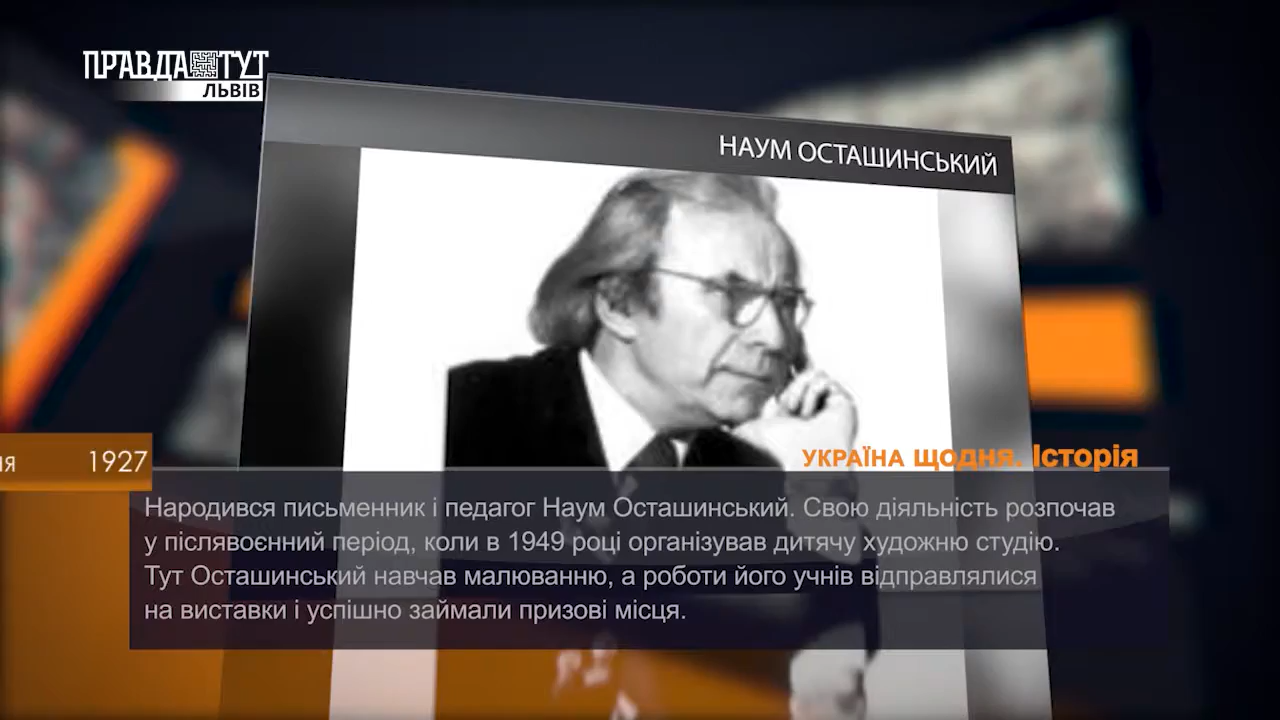 ПРАВДА ТУТ
ЛЬВІВ
НАУМ ОСТАШИНСЬКИЙ
УКРАЇНА ЩОДНЯ. Історія
ня 1927
Народився письменник і педагог Наум Осташинський. Свою діяльність розпочав
у післявоєнний період, коли в 1949 році організував дитячу художню студію.
Тут Осташинський навчав малюванню, а роботи його учнів відправлялися
на виставки і успішно займали призові місця.